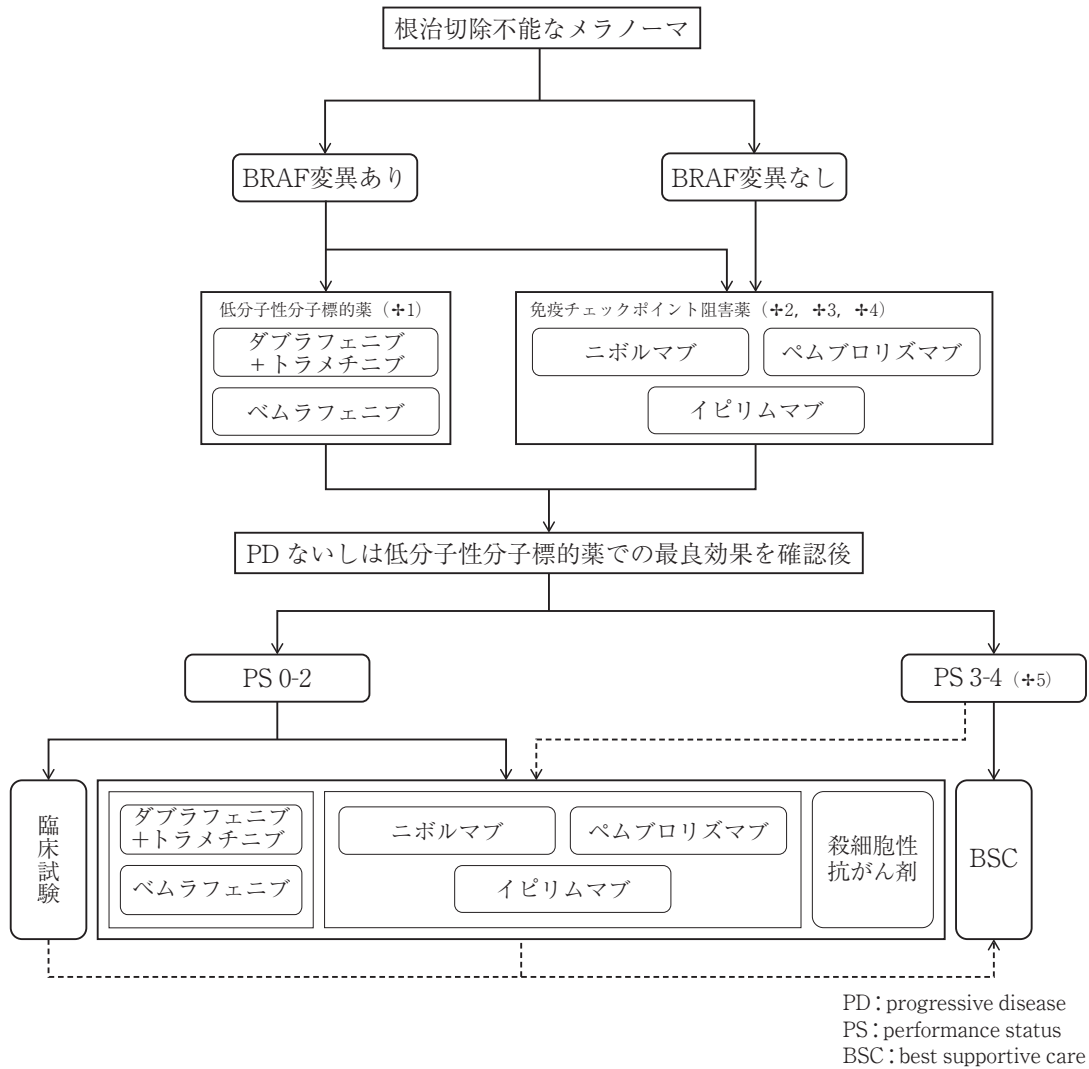 根治切除不能なメラノーマ
BRAF変異あり
BRAF変異なし
低分子性分子標的薬（✢1）
ダブラフェニブ
＋トラメチニブ
ベムラフェニブ
免疫チェックポイント阻害薬（✢2，✢3，✢4）
ニボルマブ
ペムブロリズマブ
イピリムマブ
PD ないしは低分子性分子標的薬での最良効果を確認後
PS 0-2
PS 3-4（✢5）
臨床試験
ダブラフェニブ
＋トラメチニブ
ベムラフェニブ
ニボルマブ
ペムブロリズマブ
イピリムマブ
殺細胞性
抗がん剤
BSC
PD：progressive disease
PS：performance status
BSC：best supportive care